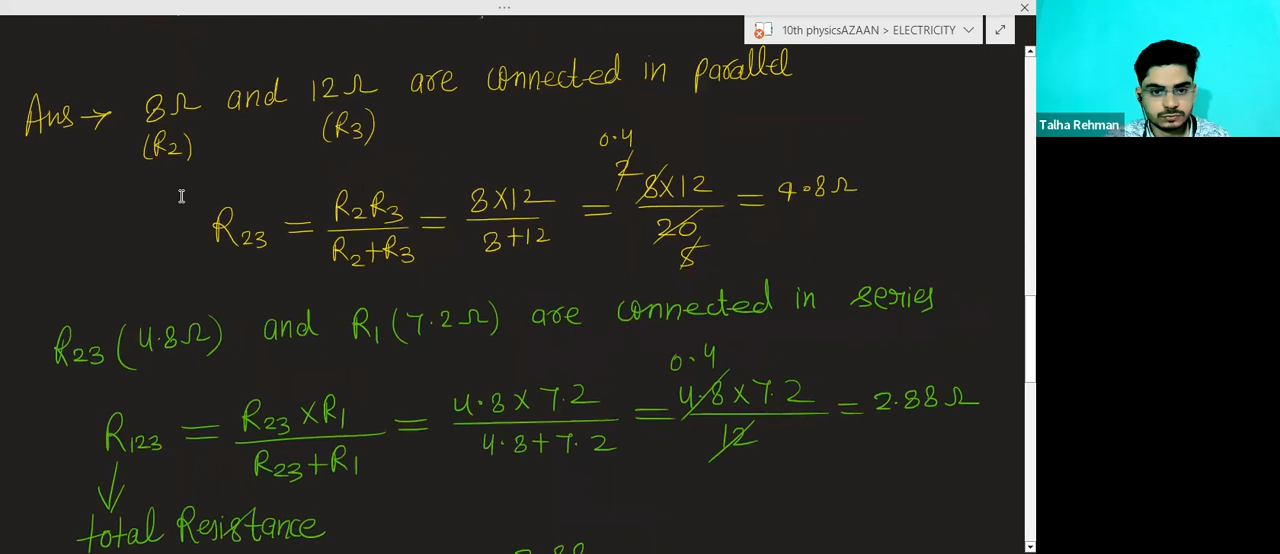 10th physicsAZAAN > ELECTRICITY
Talha Rehman
Ans → 8Ω and 12Ω are connected in parallel
(R2) (R3)
R23 = R2R3 / R2+R3 = 8×12 / 8+12 = 8×12 / 20 = 4.8Ω
0.4
2
5
R23 (4.8Ω) and R1 (7.2Ω) are connected in series
0.4
R123 = R23 × R1 / R23+R1 = 4.8 × 7.2 / 4.8+7.2 = 4.8 × 7.2 / 12 = 2.88Ω
total Resistance